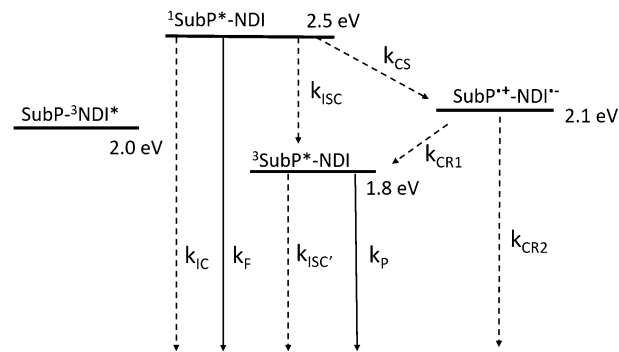 ¹SubP*-NDI 2.5 eV
k_CS
k_ISC
SubP•⁺-NDI•⁻
2.1 eV
SubP-³NDI*
2.0 eV
³SubP*-NDI
k_CR1
1.8 eV
k_IC
k_F
k_ISC'
k_P
k_CR2